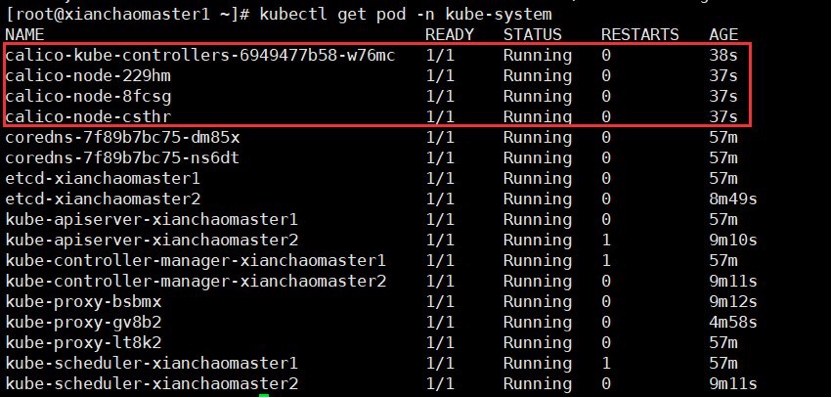 [root@xianchaomaster1 ~]# kubectl get pod -n kube-system
NAME READY STATUS RESTARTS AGE
calico-kube-controllers-6949477b58-w76mc 1/1 Running 0 38s
calico-node-229hm 1/1 Running 0 37s
calico-node-8fcsg 1/1 Running 0 37s
calico-node-csthr 1/1 Running 0 37s
coredns-7f89b7bc75-dm85x 1/1 Running 0 57m
coredns-7f89b7bc75-ns6dt 1/1 Running 0 57m
etcd-xianchaomaster1 1/1 Running 0 57m
etcd-xianchaomaster2 1/1 Running 0 8m49s
kube-apiserver-xianchaomaster1 1/1 Running 0 57m
kube-apiserver-xianchaomaster2 1/1 Running 1 9m10s
kube-controller-manager-xianchaomaster1 1/1 Running 1 57m
kube-controller-manager-xianchaomaster2 1/1 Running 0 9m11s
kube-proxy-bsbmx 1/1 Running 0 9m12s
kube-proxy-gv8b2 1/1 Running 0 4m58s
kube-proxy-lt8k2 1/1 Running 0 57m
kube-scheduler-xianchaomaster1 1/1 Running 1 57m
kube-scheduler-xianchaomaster2 1/1 Running 0 9m11s